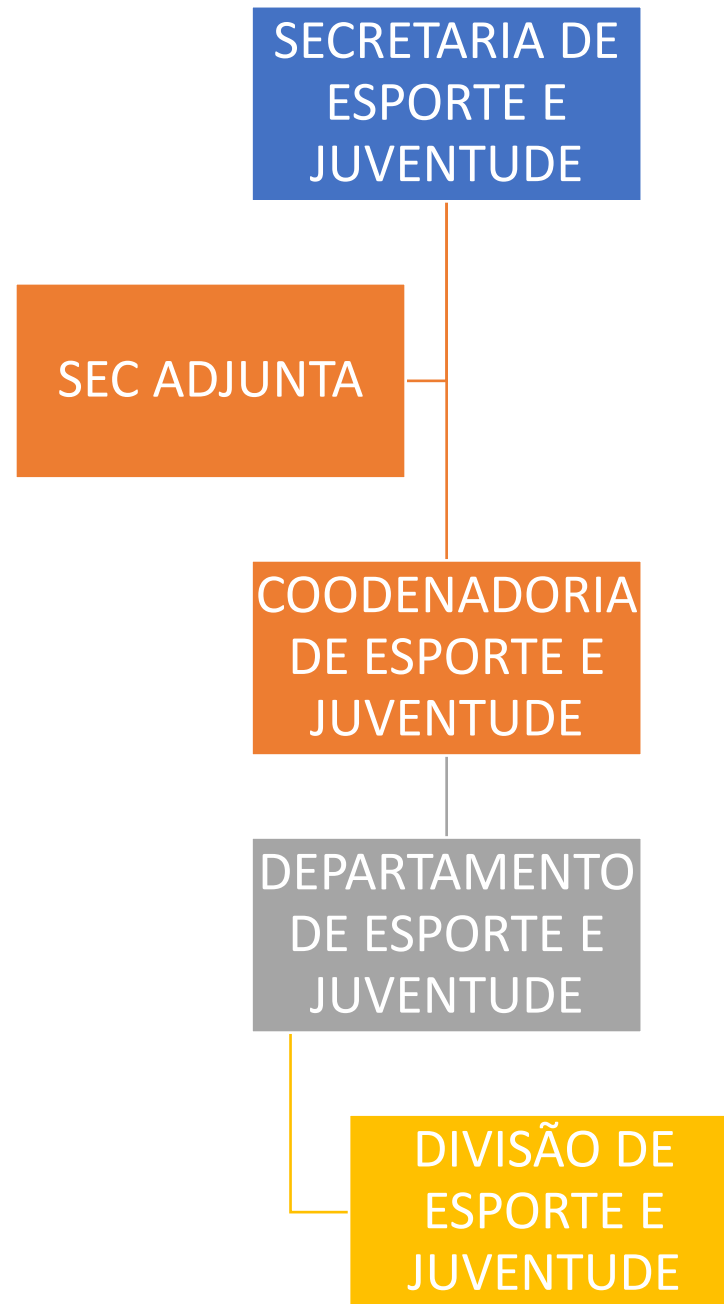 SECRETARIA DE
ESPORTE E
JUVENTUDE
SEC ADJUNTA
COODENADORIA
DE ESPORTE E
JUVENTUDE
DEPARTAMENTO
DE ESPORTE E
JUVENTUDE
DIVISÃO DE
ESPORTE E
JUVENTUDE